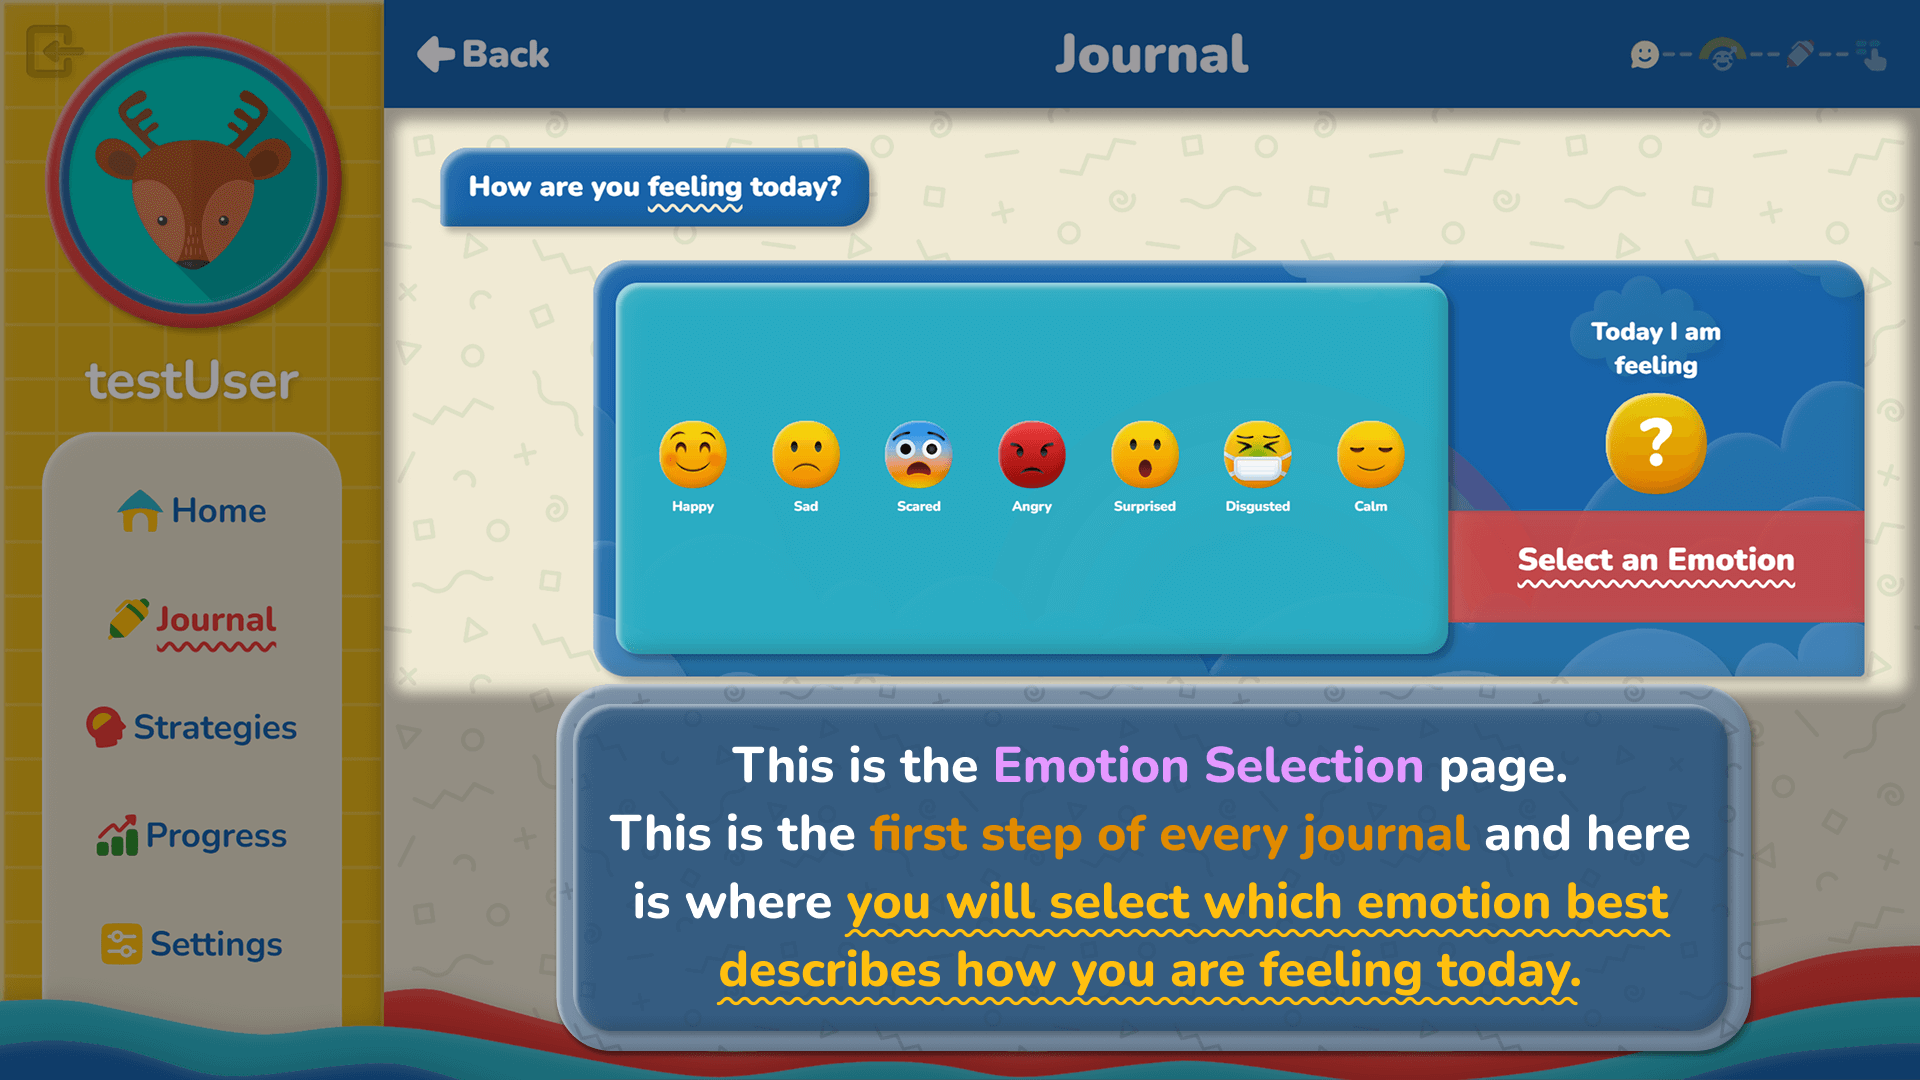 testUser
Home
Journal
Strategies
Progress
Settings
Back
Journal
How are you feeling today?
Happy
Sad
Scared
Angry
Surprised
Disgusted
Calm
Today I am
feeling
?
Select an Emotion
This is the Emotion Selection page.
This is the first step of every journal and here
is where you will select which emotion best
describes how you are feeling today.